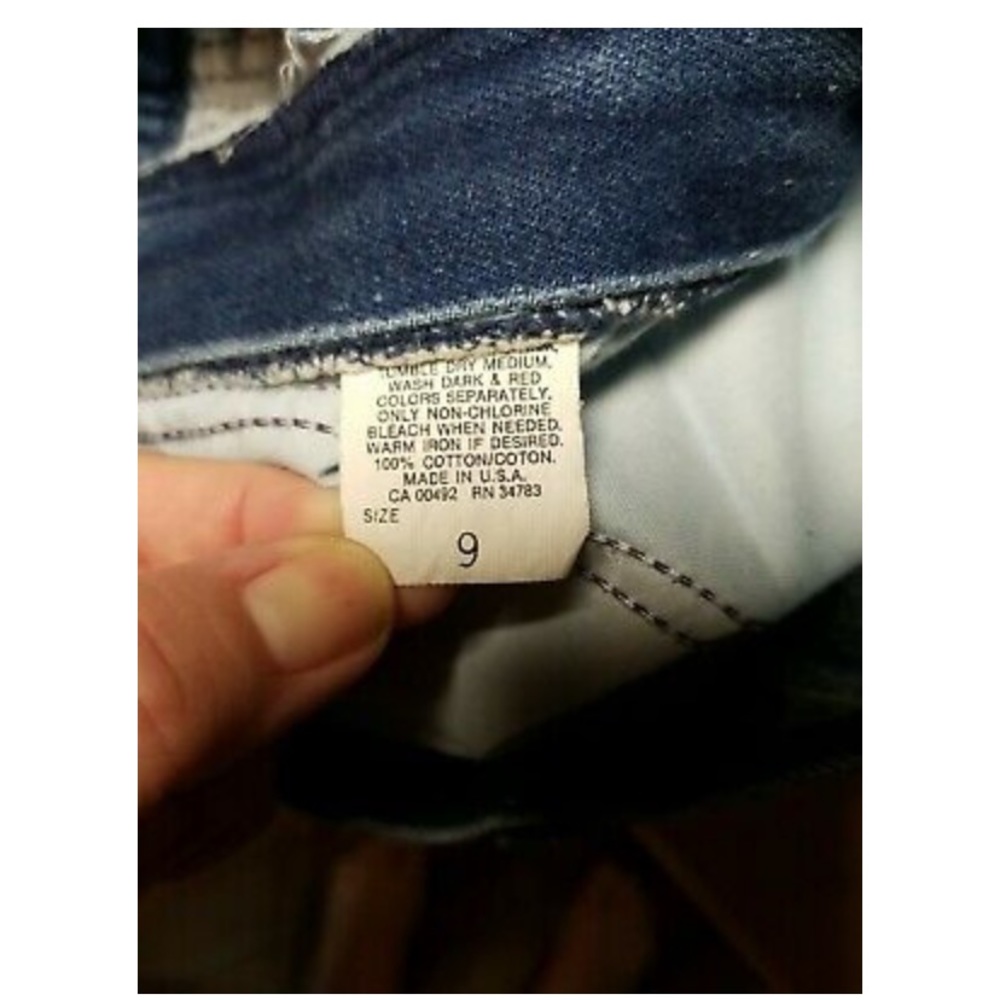 TUMBLE DRY MEDIUM,
WASH DARK & RED
COLORS SEPARATELY.
ONLY NON-CHLORINE
BLEACH WHEN NEEDED.
WARM IRON IF DESIRED.
100% COTTON/COTON.
MADE IN U.S.A.
CA 00492 RN 34783
SIZE
9